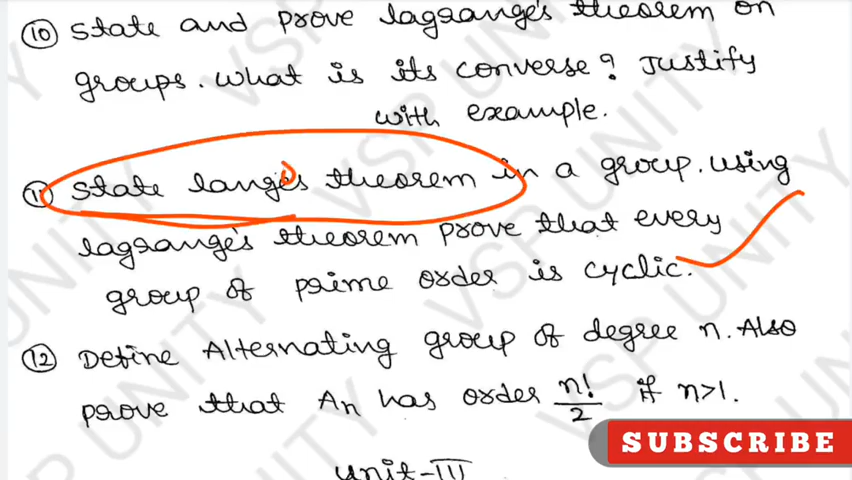 (10) State and prove lagrange's theorem on
groups. What is its converse? Justify
with example.
(11) State lange's theorem in a group. Using
lagrange's theorem prove that every
group of prime order is cyclic.
(12) Define Alternating group of degree n. Also
prove that An has order n!/2 if n>1.
SUBSCRIBE
Unit-III
VSP UNITY